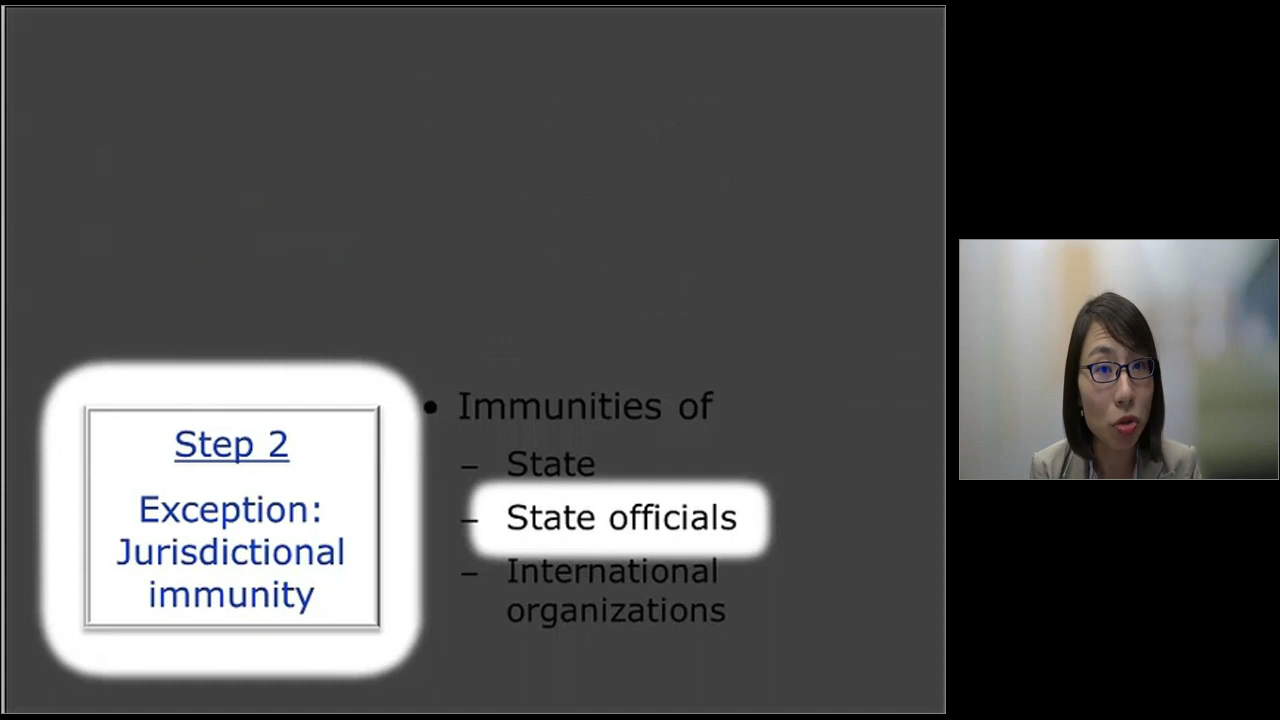 Step 2
Exception:
Jurisdictional
immunity
• Immunities of
– State
– State officials
– International
organizations